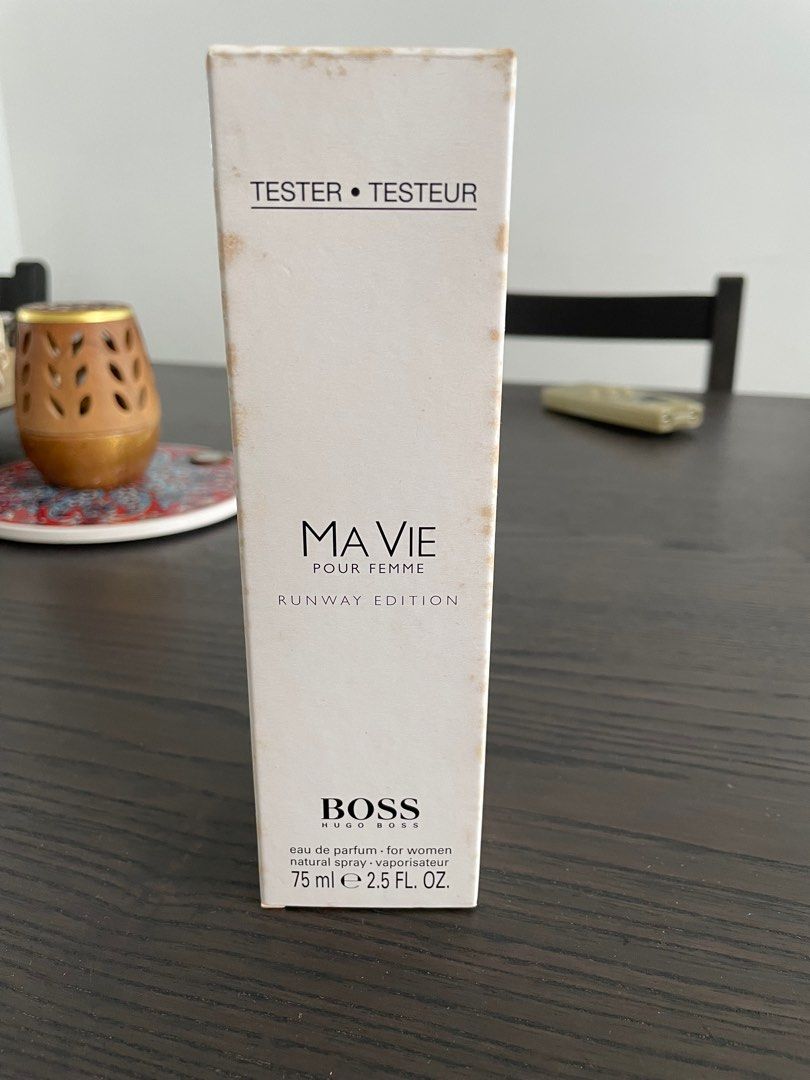 TESTER • TESTEUR
MA VIE
POUR FEMME
RUNWAY EDITION
BOSS
HUGO BOSS
eau de parfum · for women
natural spray · vaporisateur
75 ml ℮ 2.5 FL. OZ.